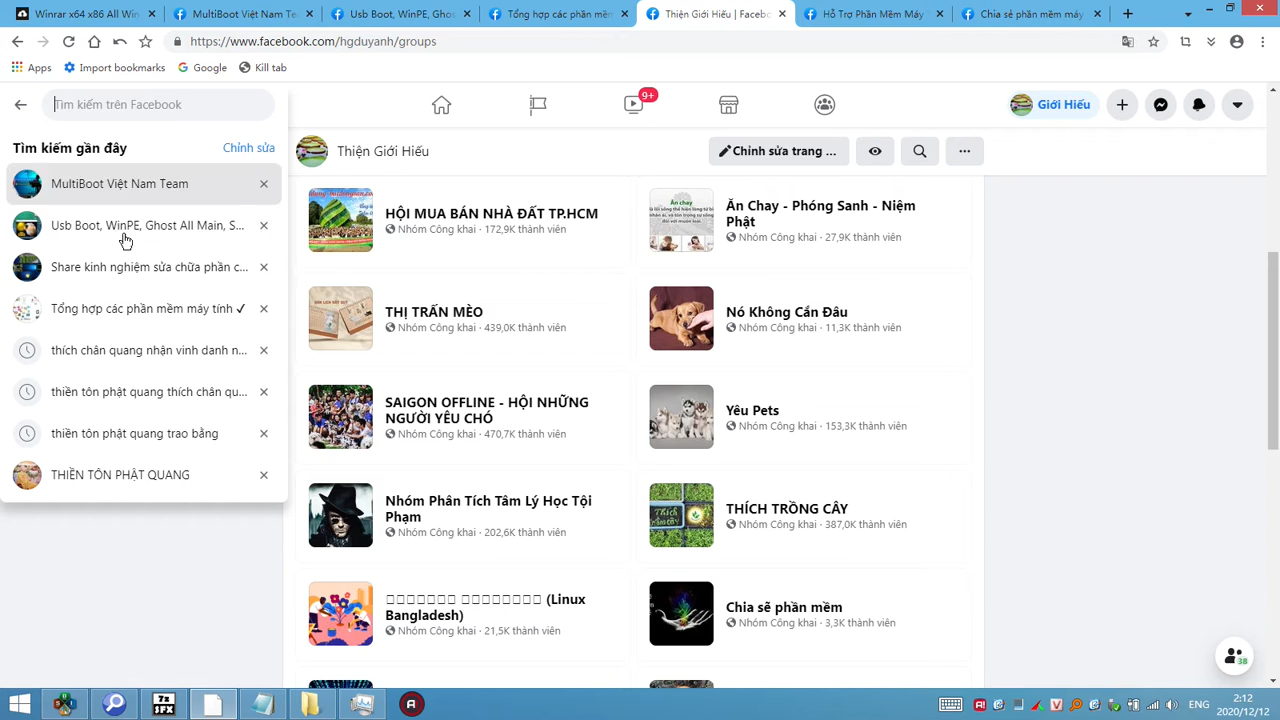 Winrar x64 x86 All Win
MultiBoot Việt Nam Team
Usb Boot, WinPE, Ghos
Tổng hợp các phần mềm
Thiện Giới Hiếu | Facebo
Hỗ Trợ Phần Mềm Máy
Chia sẻ phần mềm máy
https://www.facebook.com/hgduyanh/groups
Apps
Import bookmarks
Google
Kill tab
Tìm kiếm trên Facebook
9+
Giới Hiếu
Tìm kiếm gần đây
Chỉnh sửa
Thiện Giới Hiếu
Chỉnh sửa trang ...
MultiBoot Việt Nam Team
Usb Boot, WinPE, Ghost All Main, S...
Share kinh nghiệm sửa chữa phần c...
Tổng hợp các phần mềm máy tính ✓
thích chân quang nhận vinh danh n...
thiền tôn phật quang thích chân qu...
thiền tôn phật quang trao bằng
THIỀN TÔN PHẬT QUANG
HỘI MUA BÁN NHÀ ĐẤT TP.HCM
Nhóm Công khai · 172,9K thành viên
Ăn Chay - Phóng Sanh - Niệm
Phật
Nhóm Công khai · 27,9K thành viên
THỊ TRẤN MÈO
Nhóm Công khai · 439,0K thành viên
Nó Không Cắn Đâu
Nhóm Công khai · 11,3K thành viên
SAIGON OFFLINE - HỘI NHỮNG
NGƯỜI YÊU CHÓ
Nhóm Công khai · 470,7K thành viên
Yêu Pets
Nhóm Công khai · 153,3K thành viên
Nhóm Phân Tích Tâm Lý Học Tội
Phạm
Nhóm Công khai · 202,6K thành viên
THÍCH TRỒNG CÂY
Nhóm Công khai · 387,0K thành viên
(Linux
Bangladesh)
Nhóm Công khai · 21,5K thành viên
Chia sẽ phần mềm
Nhóm Công khai · 3,3K thành viên
38
7z
SFX
ENG
2:12
2020/12/12